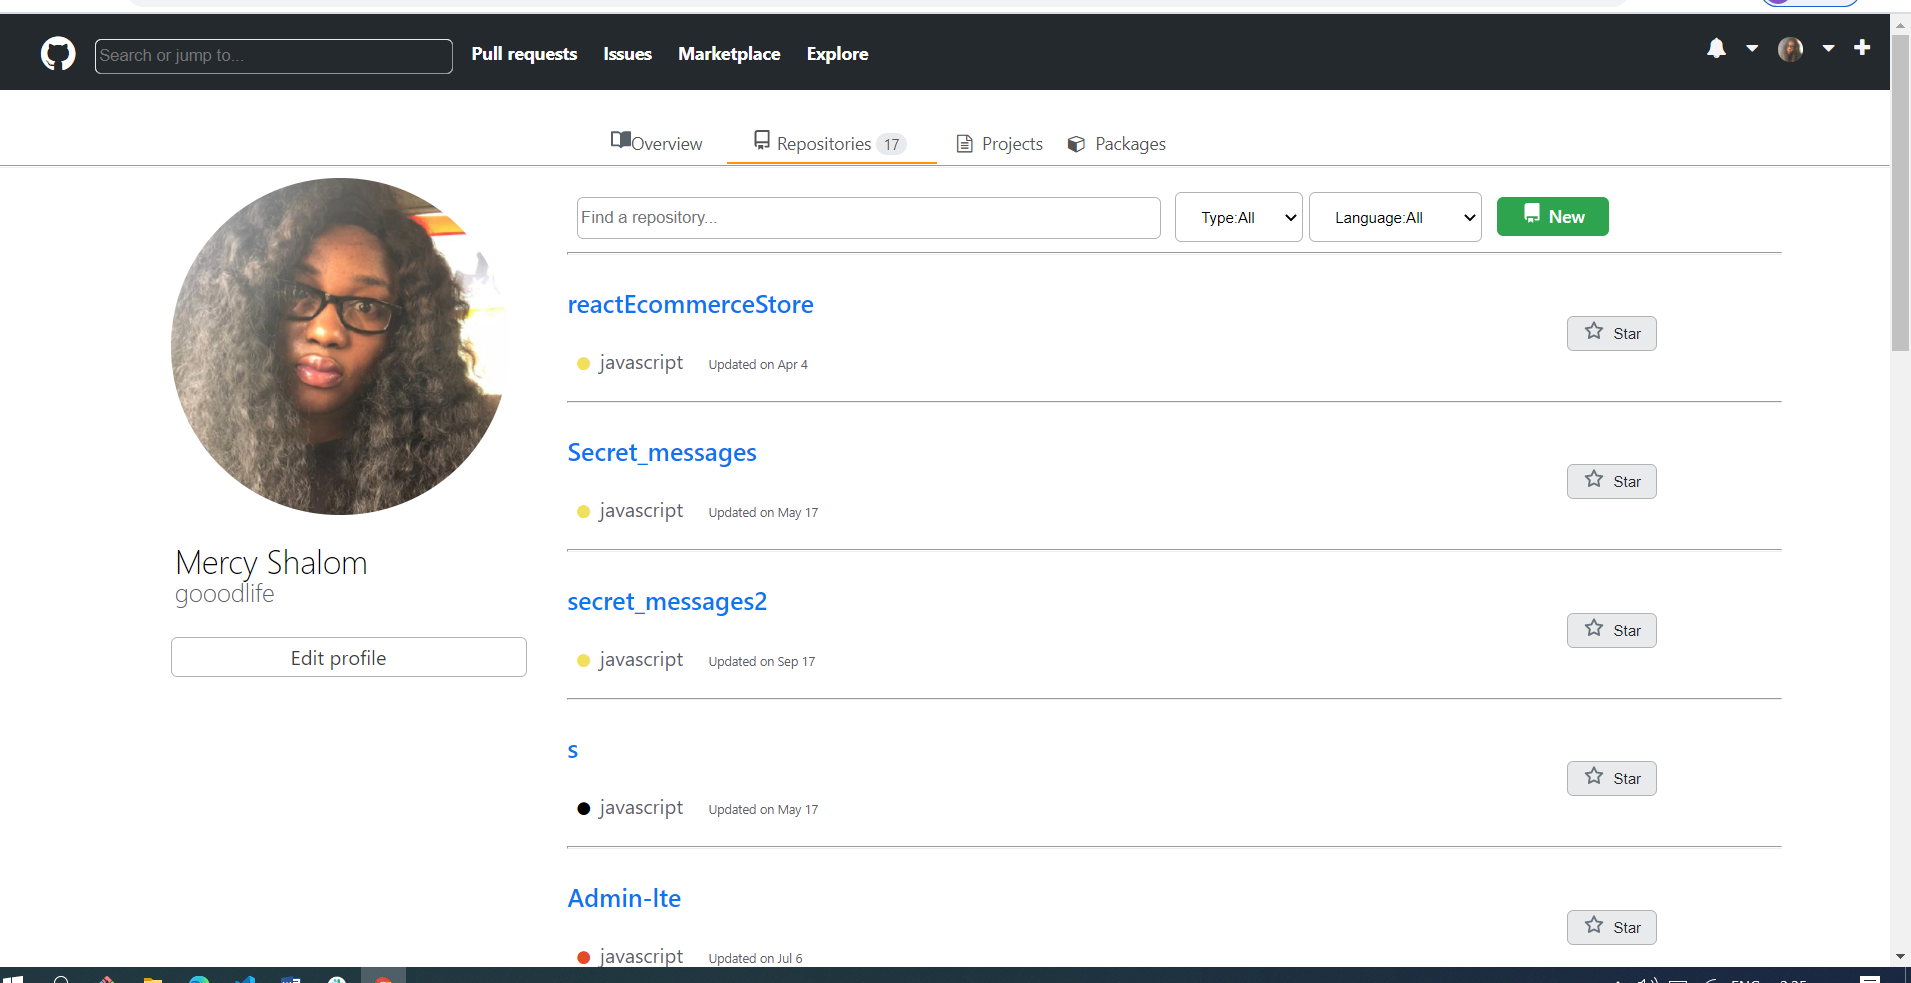 Search or jump to... Pull requests Issues Marketplace Explore
Overview Repositories 17 Projects Packages
Find a repository... Type:All Language:All New
reactEcommerceStore
Star
javascript Updated on Apr 4
Secret_messages
Star
javascript Updated on May 17
secret_messages2
Star
javascript Updated on Sep 17
s
Star
javascript Updated on May 17
Admin-lte
Star
javascript Updated on Jul 6
Mercy Shalom
gooodlife
Edit profile